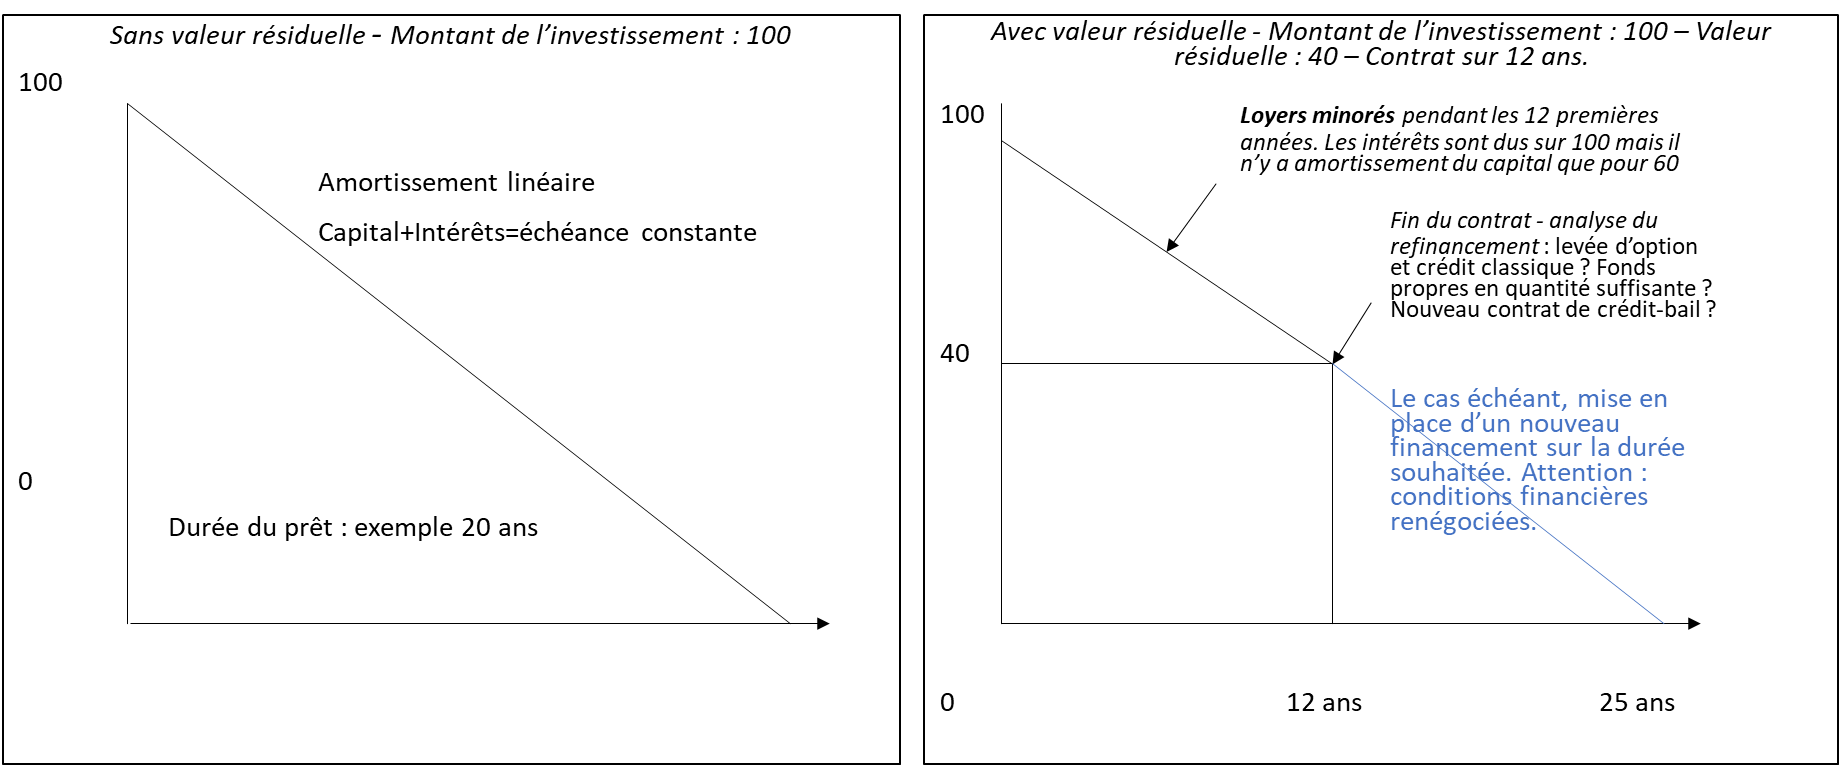 Sans valeur résiduelle - Montant de l’investissement : 100
100
Amortissement linéaire
Capital+Intérêts=échéance constante
0
Durée du prêt : exemple 20 ans
Avec valeur résiduelle - Montant de l’investissement : 100 – Valeur
résiduelle : 40 – Contrat sur 12 ans.
100
Loyers minorés pendant les 12 premières
années. Les intérêts sont dus sur 100 mais il
n’y a amortissement du capital que pour 60
Fin du contrat - analyse du
refinancement : levée d’option
et crédit classique ? Fonds
propres en quantité suffisante ?
Nouveau contrat de crédit-bail ?
40
Le cas échéant, mise en
place d’un nouveau
financement sur la durée
souhaitée. Attention :
conditions financières
renégociées.
0
12 ans
25 ans